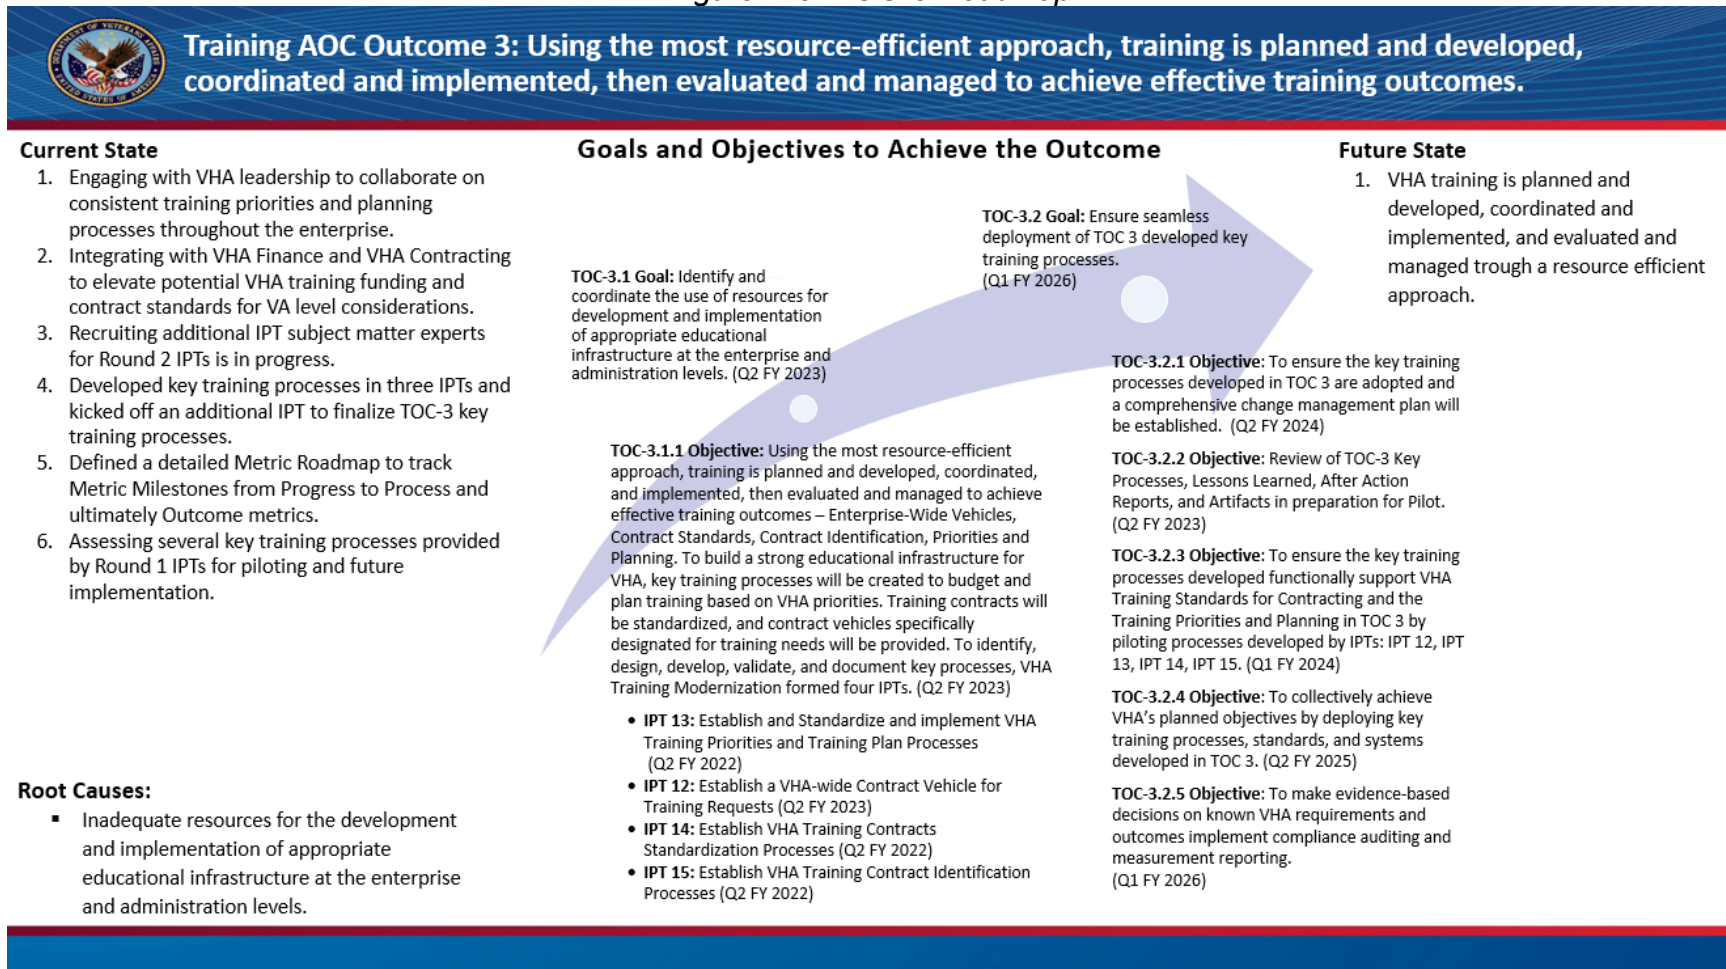 Training AOC Outcome 3: Using the most resource-efficient approach, training is planned and developed,
coordinated and implemented, then evaluated and managed to achieve effective training outcomes.
Current State
1. Engaging with VHA leadership to collaborate on
consistent training priorities and planning
processes throughout the enterprise.
2. Integrating with VHA Finance and VHA Contracting
to elevate potential VHA training funding and
contract standards for VA level considerations.
3. Recruiting additional IPT subject matter experts
for Round 2 IPTs is in progress.
4. Developed key training processes in three IPTs and
kicked off an additional IPT to finalize TOC-3 key
training processes.
5. Defined a detailed Metric Roadmap to track
Metric Milestones from Progress to Process and
ultimately Outcome metrics.
6. Assessing several key training processes provided
by Round 1 IPTs for piloting and future
implementation.
Root Causes:
▪ Inadequate resources for the development
and implementation of appropriate
educational infrastructure at the enterprise
and administration levels.
Goals and Objectives to Achieve the Outcome
TOC-3.1 Goal: Identify and
coordinate the use of resources for
development and implementation
of appropriate educational
infrastructure at the enterprise and
administration levels. (Q2 FY 2023)
TOC-3.1.1 Objective: Using the most resource-efficient
approach, training is planned and developed, coordinated,
and implemented, then evaluated and managed to achieve
effective training outcomes – Enterprise-Wide Vehicles,
Contract Standards, Contract Identification, Priorities and
Planning. To build a strong educational infrastructure for
VHA, key training processes will be created to budget and
plan training based on VHA priorities. Training contracts will
be standardized, and contract vehicles specifically
designated for training needs will be provided. To identify,
design, develop, validate, and document key processes, VHA
Training Modernization formed four IPTs. (Q2 FY 2023)
• IPT 13: Establish and Standardize and implement VHA
Training Priorities and Training Plan Processes
(Q2 FY 2022)
• IPT 12: Establish a VHA-wide Contract Vehicle for
Training Requests (Q2 FY 2023)
• IPT 14: Establish VHA Training Contracts
Standardization Processes (Q2 FY 2022)
• IPT 15: Establish VHA Training Contract Identification
Processes (Q2 FY 2022)
TOC-3.2 Goal: Ensure seamless
deployment of TOC 3 developed key
training processes.
(Q1 FY 2026)
TOC-3.2.1 Objective: To ensure the key training
processes developed in TOC 3 are adopted and
a comprehensive change management plan will
be established. (Q2 FY 2024)
TOC-3.2.2 Objective: Review of TOC-3 Key
Processes, Lessons Learned, After Action
Reports, and Artifacts in preparation for Pilot.
(Q2 FY 2023)
TOC-3.2.3 Objective: To ensure the key training
processes developed functionally support VHA
Training Standards for Contracting and the
Training Priorities and Planning in TOC 3 by
piloting processes developed by IPTs: IPT 12, IPT
13, IPT 14, IPT 15. (Q1 FY 2024)
TOC-3.2.4 Objective: To collectively achieve
VHA’s planned objectives by deploying key
training processes, standards, and systems
developed in TOC 3. (Q2 FY 2025)
TOC-3.2.5 Objective: To make evidence-based
decisions on known VHA requirements and
outcomes implement compliance auditing and
measurement reporting.
(Q1 FY 2026)
Future State
1. VHA training is planned and
developed, coordinated and
implemented, and evaluated and
managed trough a resource efficient
approach.